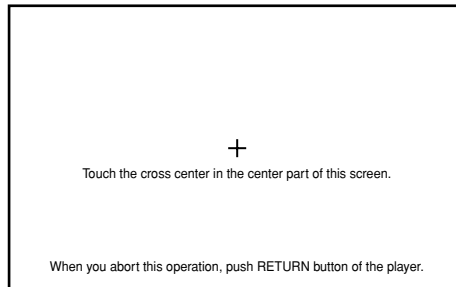 Touch the cross center in the center part of this screen.
When you abort this operation, push RETURN button of the player.